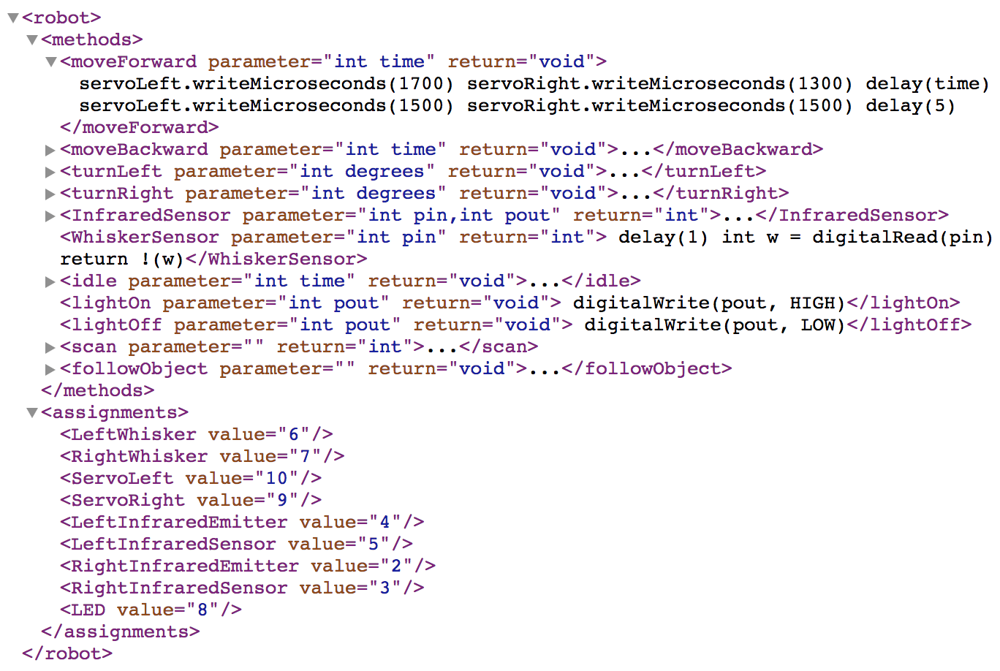 <robot>
<methods>
<moveForward parameter="int time" return="void">
servoLeft.writeMicroseconds(1700) servoRight.writeMicroseconds(1300) delay(time)
servoLeft.writeMicroseconds(1500) servoRight.writeMicroseconds(1500) delay(5)
</moveForward>
<moveBackward parameter="int time" return="void">...</moveBackward>
<turnLeft parameter="int degrees" return="void">...</turnLeft>
<turnRight parameter="int degrees" return="void">...</turnRight>
<InfraredSensor parameter="int pin,int pout" return="int">...</InfraredSensor>
<WhiskerSensor parameter="int pin" return="int"> delay(1) int w = digitalRead(pin)
return !(w)</WhiskerSensor>
<idle parameter="int time" return="void">...</idle>
<lightOn parameter="int pout" return="void"> digitalWrite(pout, HIGH)</lightOn>
<lightOff parameter="int pout" return="void"> digitalWrite(pout, LOW)</lightOff>
<scan parameter="" return="int">...</scan>
<followObject parameter="" return="void">...</followObject>
</methods>
<assignments>
<LeftWhisker value="6"/>
<RightWhisker value="7"/>
<ServoLeft value="10"/>
<ServoRight value="9"/>
<LeftInfraredEmitter value="4"/>
<LeftInfraredSensor value="5"/>
<RightInfraredEmitter value="2"/>
<RightInfraredSensor value="3"/>
<LED value="8"/>
</assignments>
</robot>